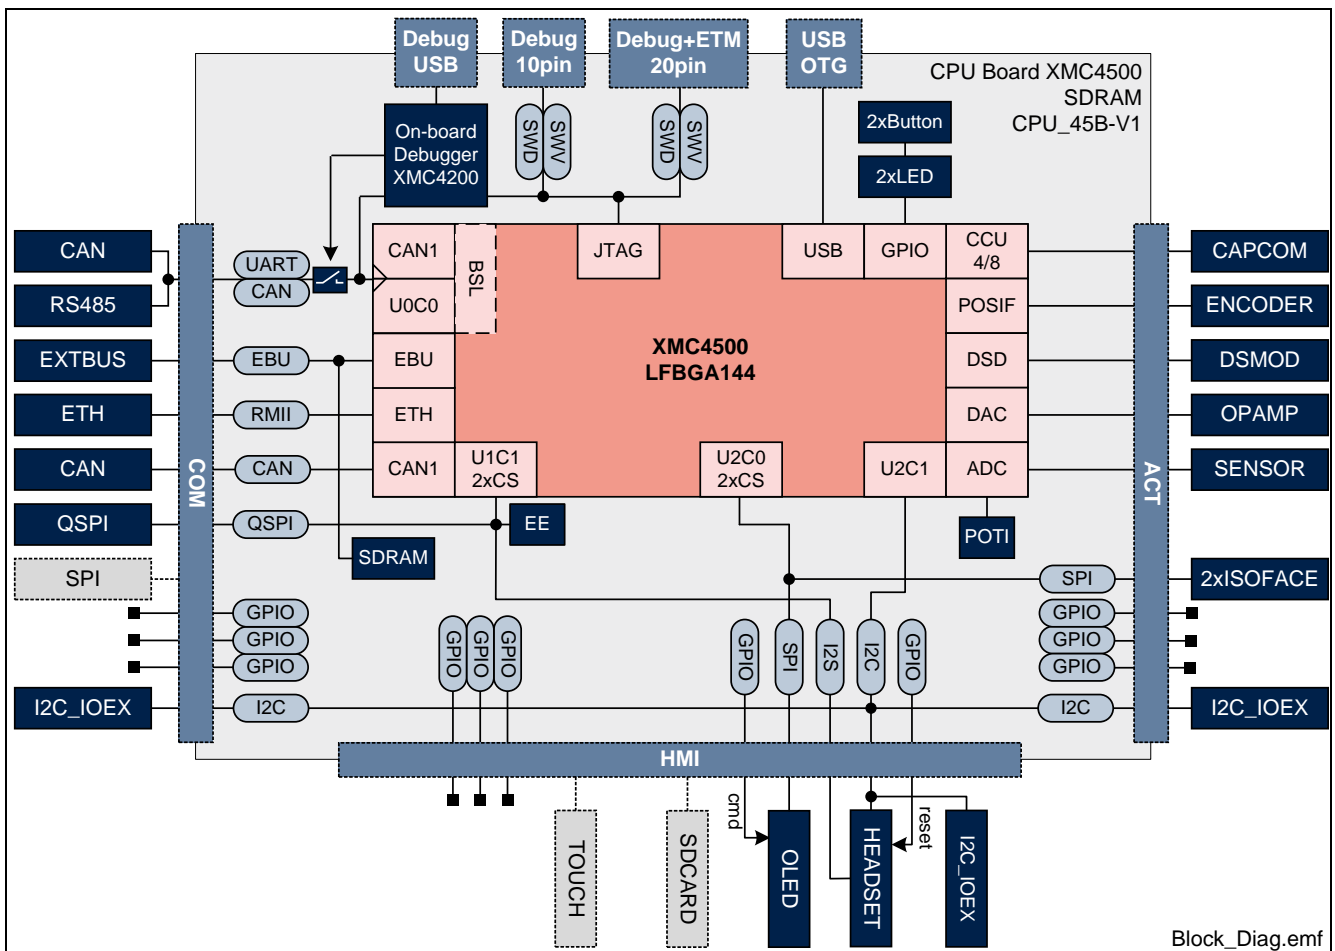 Debug
USB
Debug
10pin
Debug+ETM
20pin
USB
OTG
CPU Board XMC4500
SDRAM
CPU_45B-V1
On-board
Debugger
XMC4200
SWD
SWV
SWD
SWV
2xButton
2xLED
CAN
RS485
EXTBUS
ETH
CAN
QSPI
SPI
I2C_IOEX
COM
UART
CAN
EBU
RMII
CAN
QSPI
GPIO
GPIO
GPIO
I2C
CAN1
BSL
U0C0
EBU
ETH
CAN1
U1C1
2xCS
JTAG
USB
GPIO
CCU
4/8
POSIF
DSD
DAC
ADC
XMC4500
LFBGA144
U2C0
2xCS
U2C1
EE
SDRAM
POTI
GPIO
GPIO
GPIO
GPIO
SPI
I2S
I2C
GPIO
SPI
GPIO
GPIO
GPIO
I2C
ACT
CAPCOM
ENCODER
DSMOD
OPAMP
SENSOR
2xISOFACE
I2C_IOEX
HMI
TOUCH
SDCARD
cmd
OLED
HEADSET
reset
I2C_IOEX
Block_Diag.emf